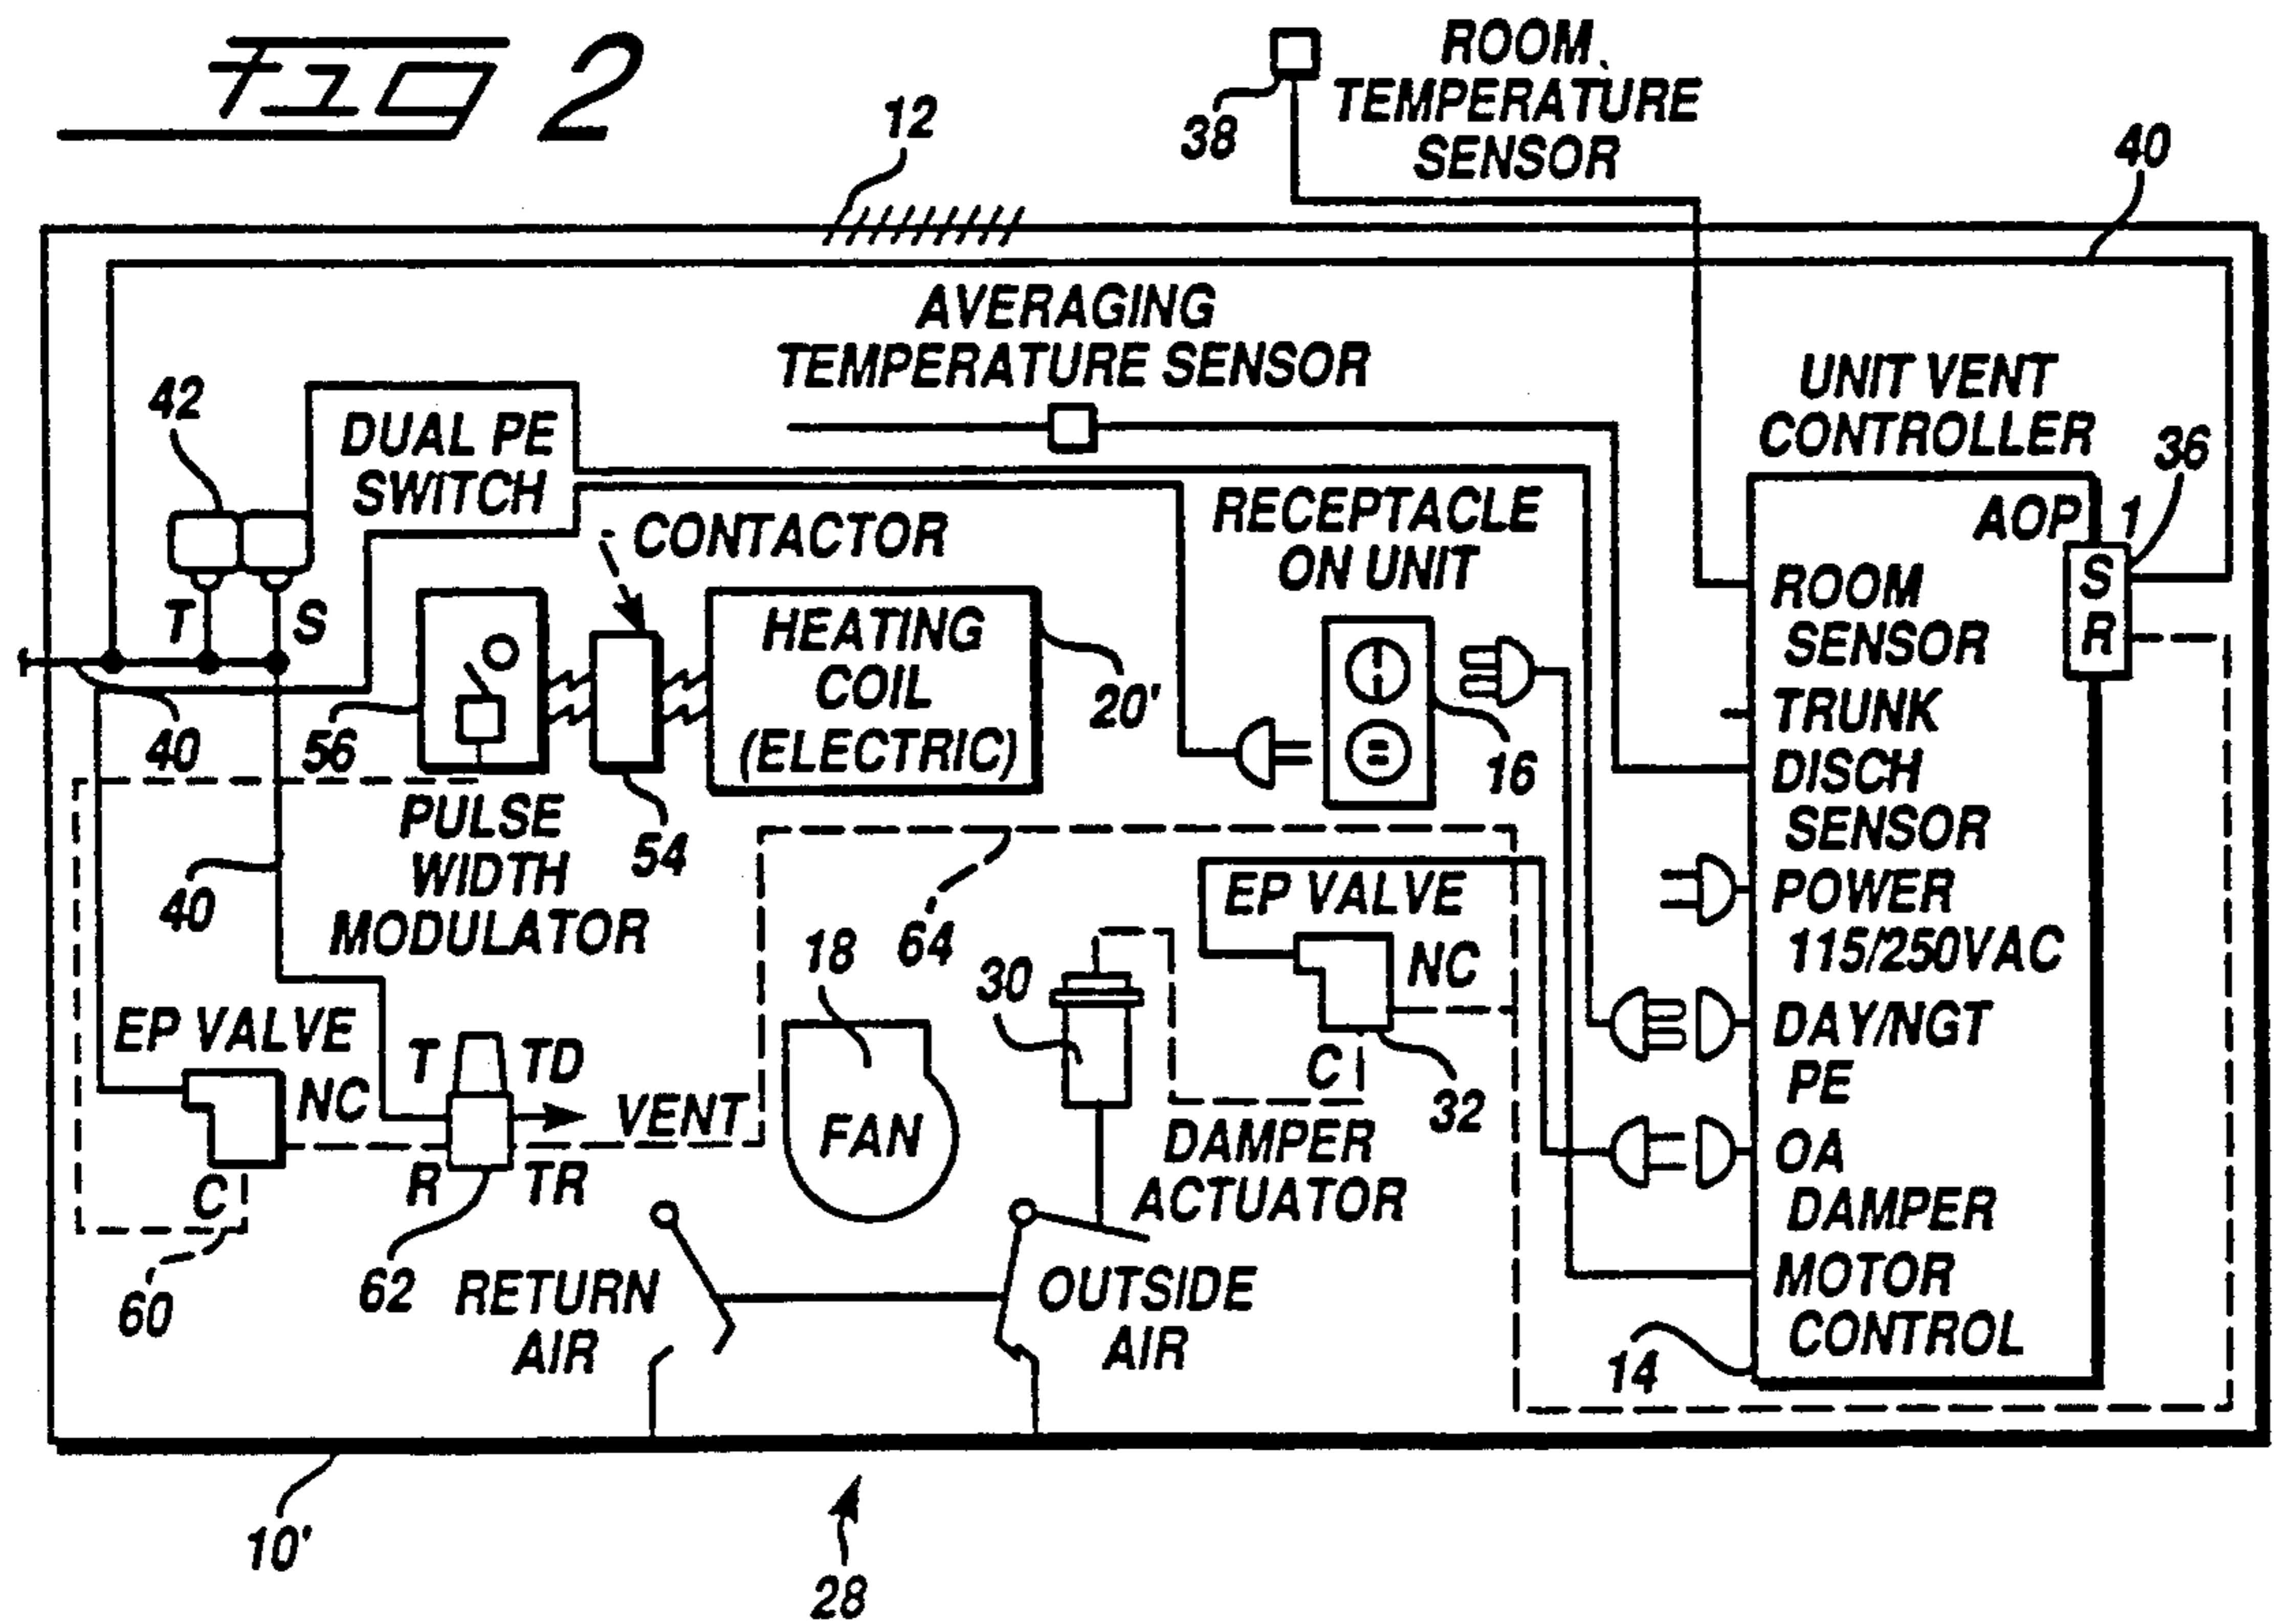 FIG 2
ROOM
TEMPERATURE
SENSOR
38
12
40
AVERAGING
TEMPERATURE SENSOR
42
DUAL PE
SWITCH
UNIT VENT
CONTROLLER
36
AOP 1
S
R
CONTACTOR
RECEPTACLE
ON UNIT
T
S
HEATING
COIL
(ELECTRIC)
20'
40
56
54
16
ROOM
SENSOR
TRUNK
DISCH
SENSOR
POWER
115/250VAC
DAY/NGT
PE
OA
DAMPER
MOTOR
CONTROL
14
PULSE
WIDTH
MODULATOR
40
64
EP VALVE
NC
C
32
18
FAN
30
DAMPER
ACTUATOR
EP VALVE
NC
C
60
T
TD
VENT
R
TR
62
RETURN
AIR
OUTSIDE
AIR
10'
28